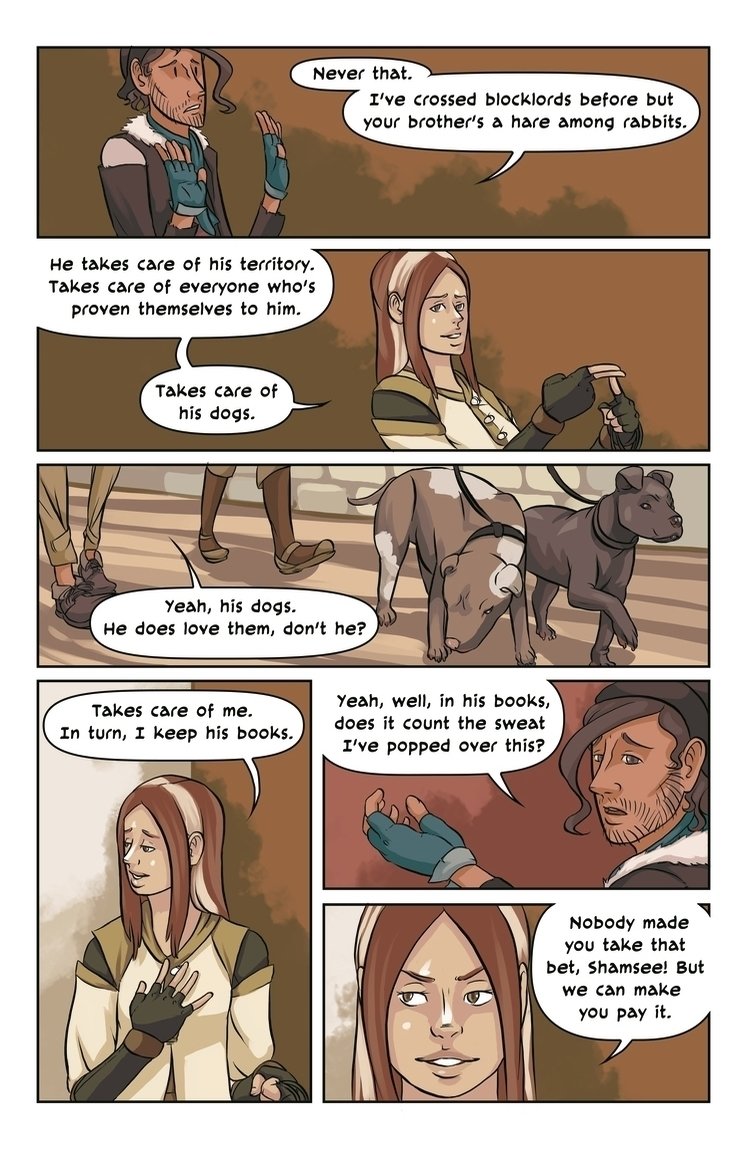 Never that.
I've crossed blocklords before but
your brother's a hare among rabbits.
He takes care of his territory.
Takes care of everyone who's
proven themselves to him.
Takes care of
his dogs.
Yeah, his dogs.
He does love them, don't he?
Takes care of me.
In turn, I keep his books.
Yeah, well, in his books,
does it count the sweat
I've popped over this?
Nobody made
you take that
bet, Shamsee! But
we can make
you pay it.